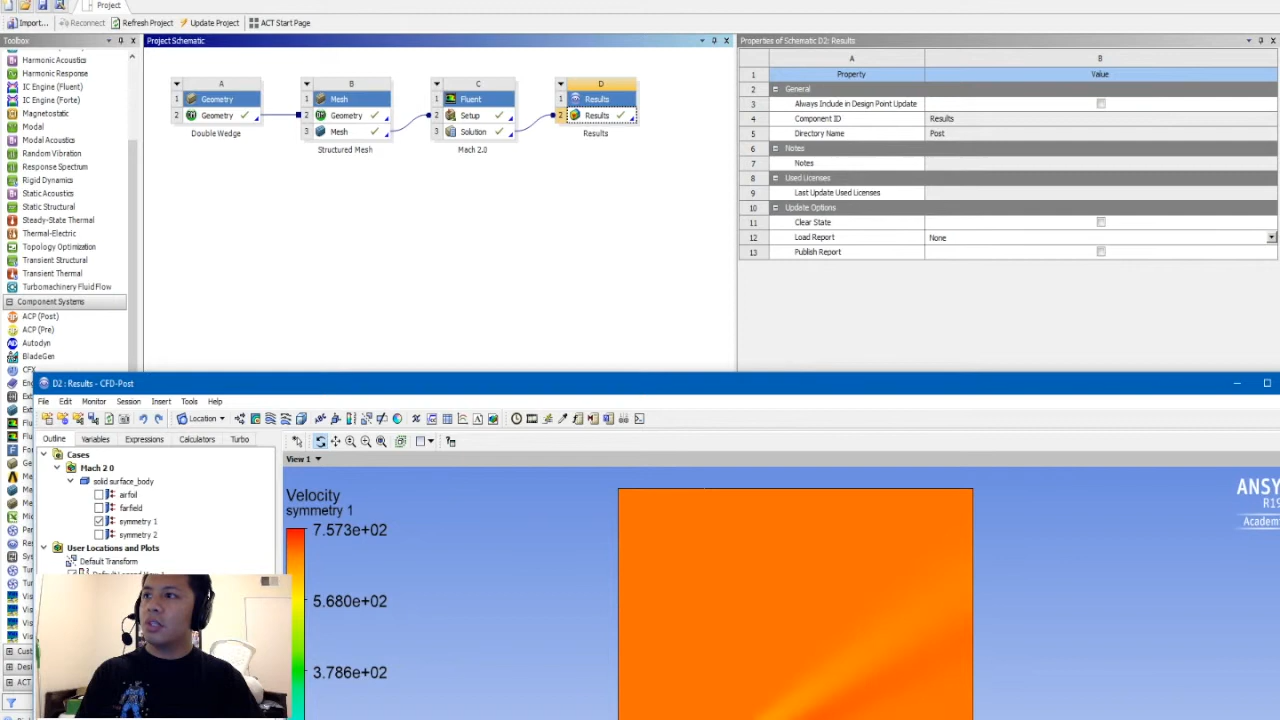 Project
Import... Reconnect Refresh Project Update Project ACT Start Page
Toolbox
Harmonic Acoustics
Harmonic Response
IC Engine (Fluent)
IC Engine (Forte)
Magnetostatic
Modal
Modal Acoustics
Random Vibration
Response Spectrum
Rigid Dynamics
Static Acoustics
Static Structural
Steady-State Thermal
Thermal-Electric
Topology Optimization
Transient Structural
Transient Thermal
Turbomachinery Fluid Flow
Component Systems
ACP (Post)
ACP (Pre)
Autodyn
BladeGen
CFX
Project Schematic
A
1 Geometry
2 Geometry
Double Wedge
B
1 Mesh
2 Geometry
3 Mesh
Structured Mesh
C
1 Fluent
2 Setup
3 Solution
Mach 2.0
D
1 Results
2 Results
Results
Properties of Schematic D2: Results
A B
1 Property Value
2 General
3 Always Include in Design Point Update
4 Component ID Results
5 Directory Name Post
6 Notes
7 Notes
8 Used Licenses
9 Last Update Used Licenses
10 Update Options
11 Clear State
12 Load Report None
13 Publish Report
D2 : Results - CFD-Post
File Edit Monitor Session Insert Tools Help
Location
Outline Variables Expressions Calculators Turbo
Cases
Mach 2 0
solid surface_body
airfoil
farfield
symmetry 1
symmetry 2
User Locations and Plots
Default Transform
View 1
Velocity
symmetry 1
7.573e+02
5.680e+02
3.786e+02
ANSY
R19
Academ